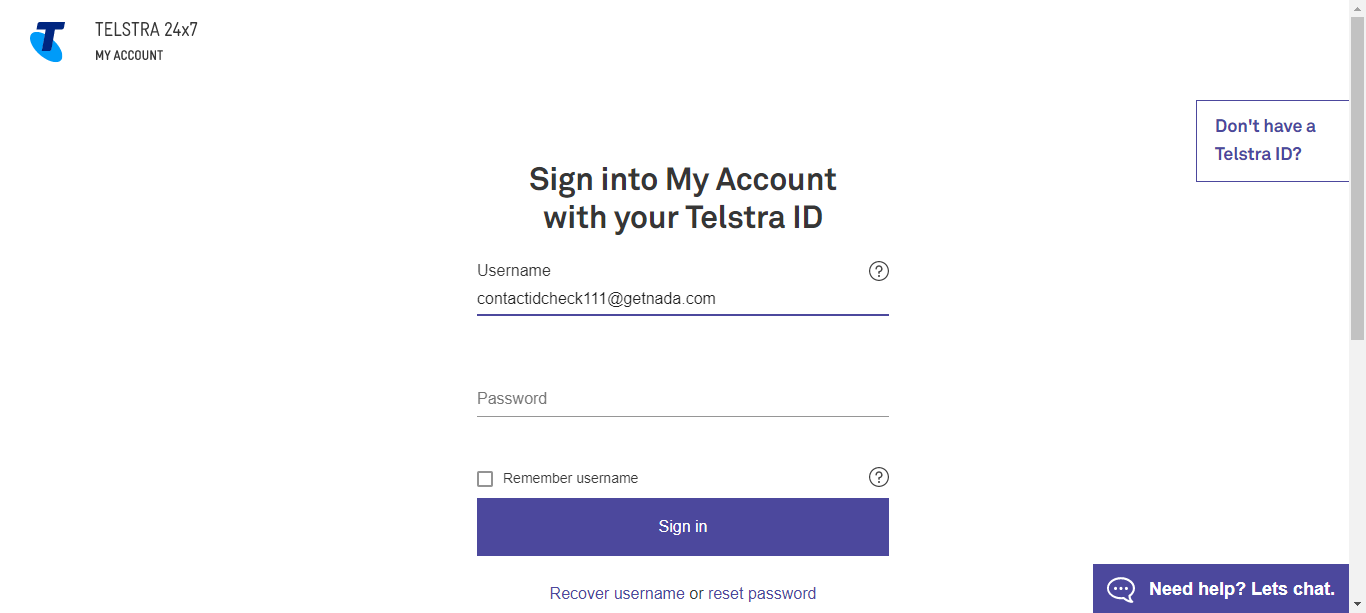 TELSTRA 24x7
MY ACCOUNT
Don't have a
Telstra ID?
Sign into My Account
with your Telstra ID
Username
?
contactidcheck111@getnada.com
Password
Remember username
?
Sign in
Recover username or reset password
Need help? Lets chat.